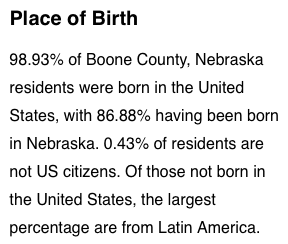 Place of Birth
98.93% of Boone County, Nebraska
residents were born in the United
States, with 86.88% having been born
in Nebraska. 0.43% of residents are
not US citizens. Of those not born in
the United States, the largest
percentage are from Latin America.